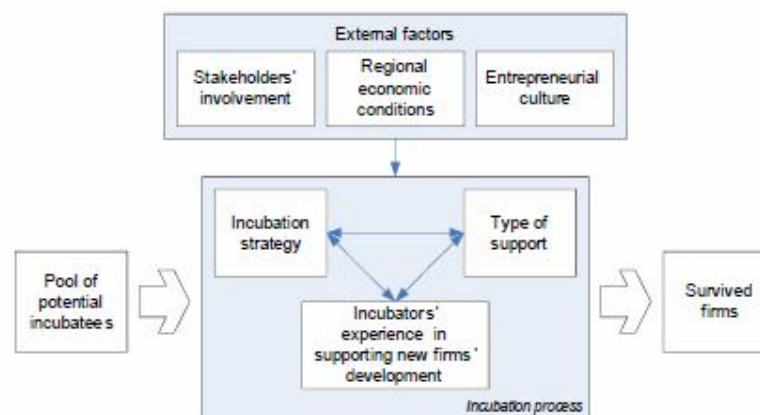 External factors
Stakeholders'
involvement
Regional
economic
conditions
Entrepreneurial
culture
Incubation
strategy
Type of
support
Pool of
potential
incubatees
Incubators'
experience in
supporting new firms'
development
Survived
firms
Incubation process